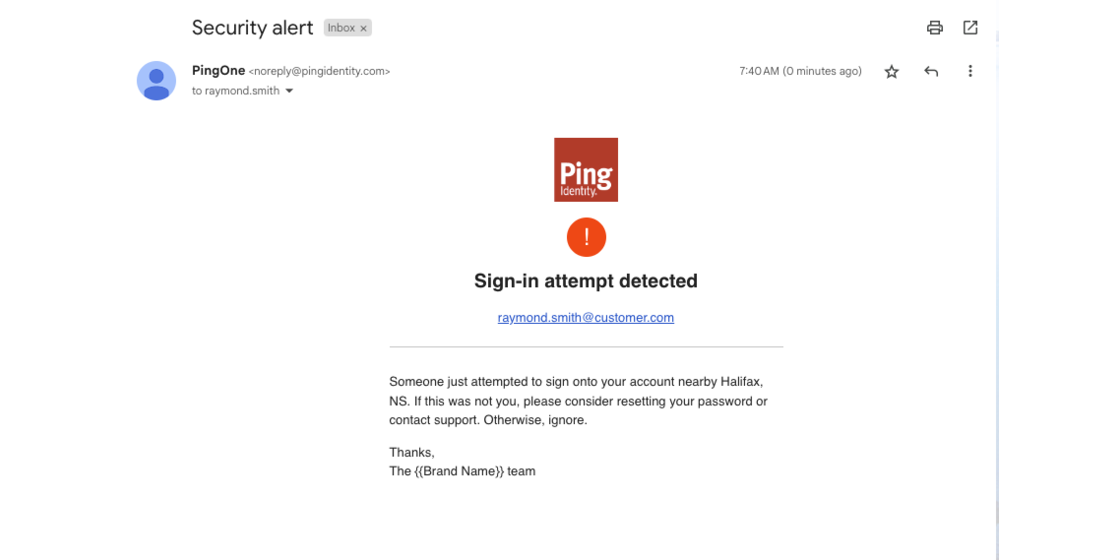 Security alert Inbox ×
PingOne <noreply@pingidentity.com> 7:40 AM (0 minutes ago)
to raymond.smith
Ping
Identity.
!
Sign-in attempt detected
raymond.smith@customer.com
Someone just attempted to sign onto your account nearby Halifax,
NS. If this was not you, please consider resetting your password or
contact support. Otherwise, ignore.
Thanks,
The {{Brand Name}} team